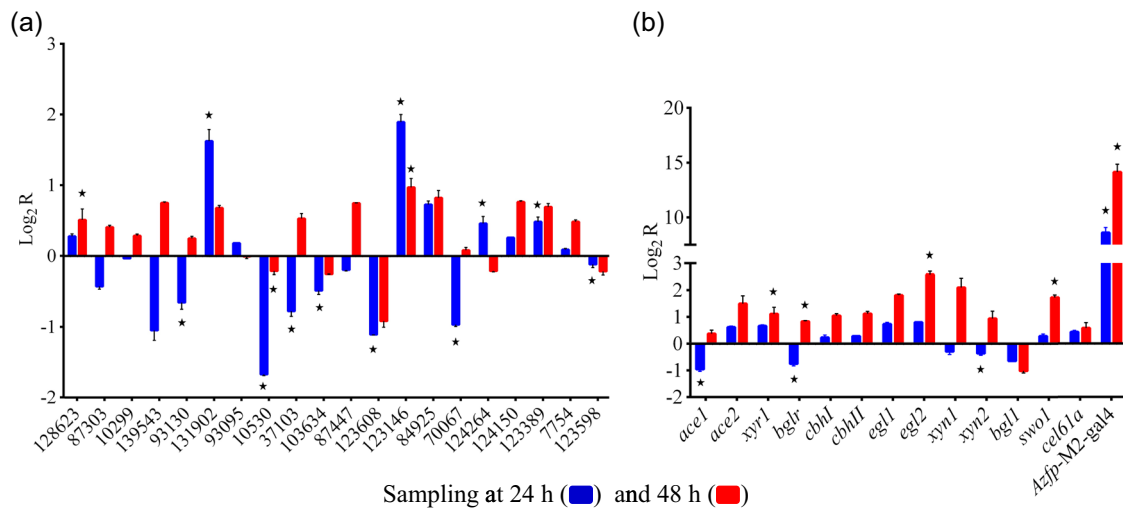 (a)
(b)
3
2
1
0
-1
-2
Log2 R
128623
87303
10299
139543
93130
131902
93095
10530
37103
103634
87447
123608
123146
84925
70067
124264
124150
123389
7754
123598
20
15
10
3
2
1
0
-1
-2
Log2 R
ace1
ace2
xyr1
bglr
cbhI
cbhII
egl1
egl2
xyn1
xyn2
bgl1
swo1
cel61a
Azfp-M2-gal4
Sampling at 24 h ( ) and 48 h ( )